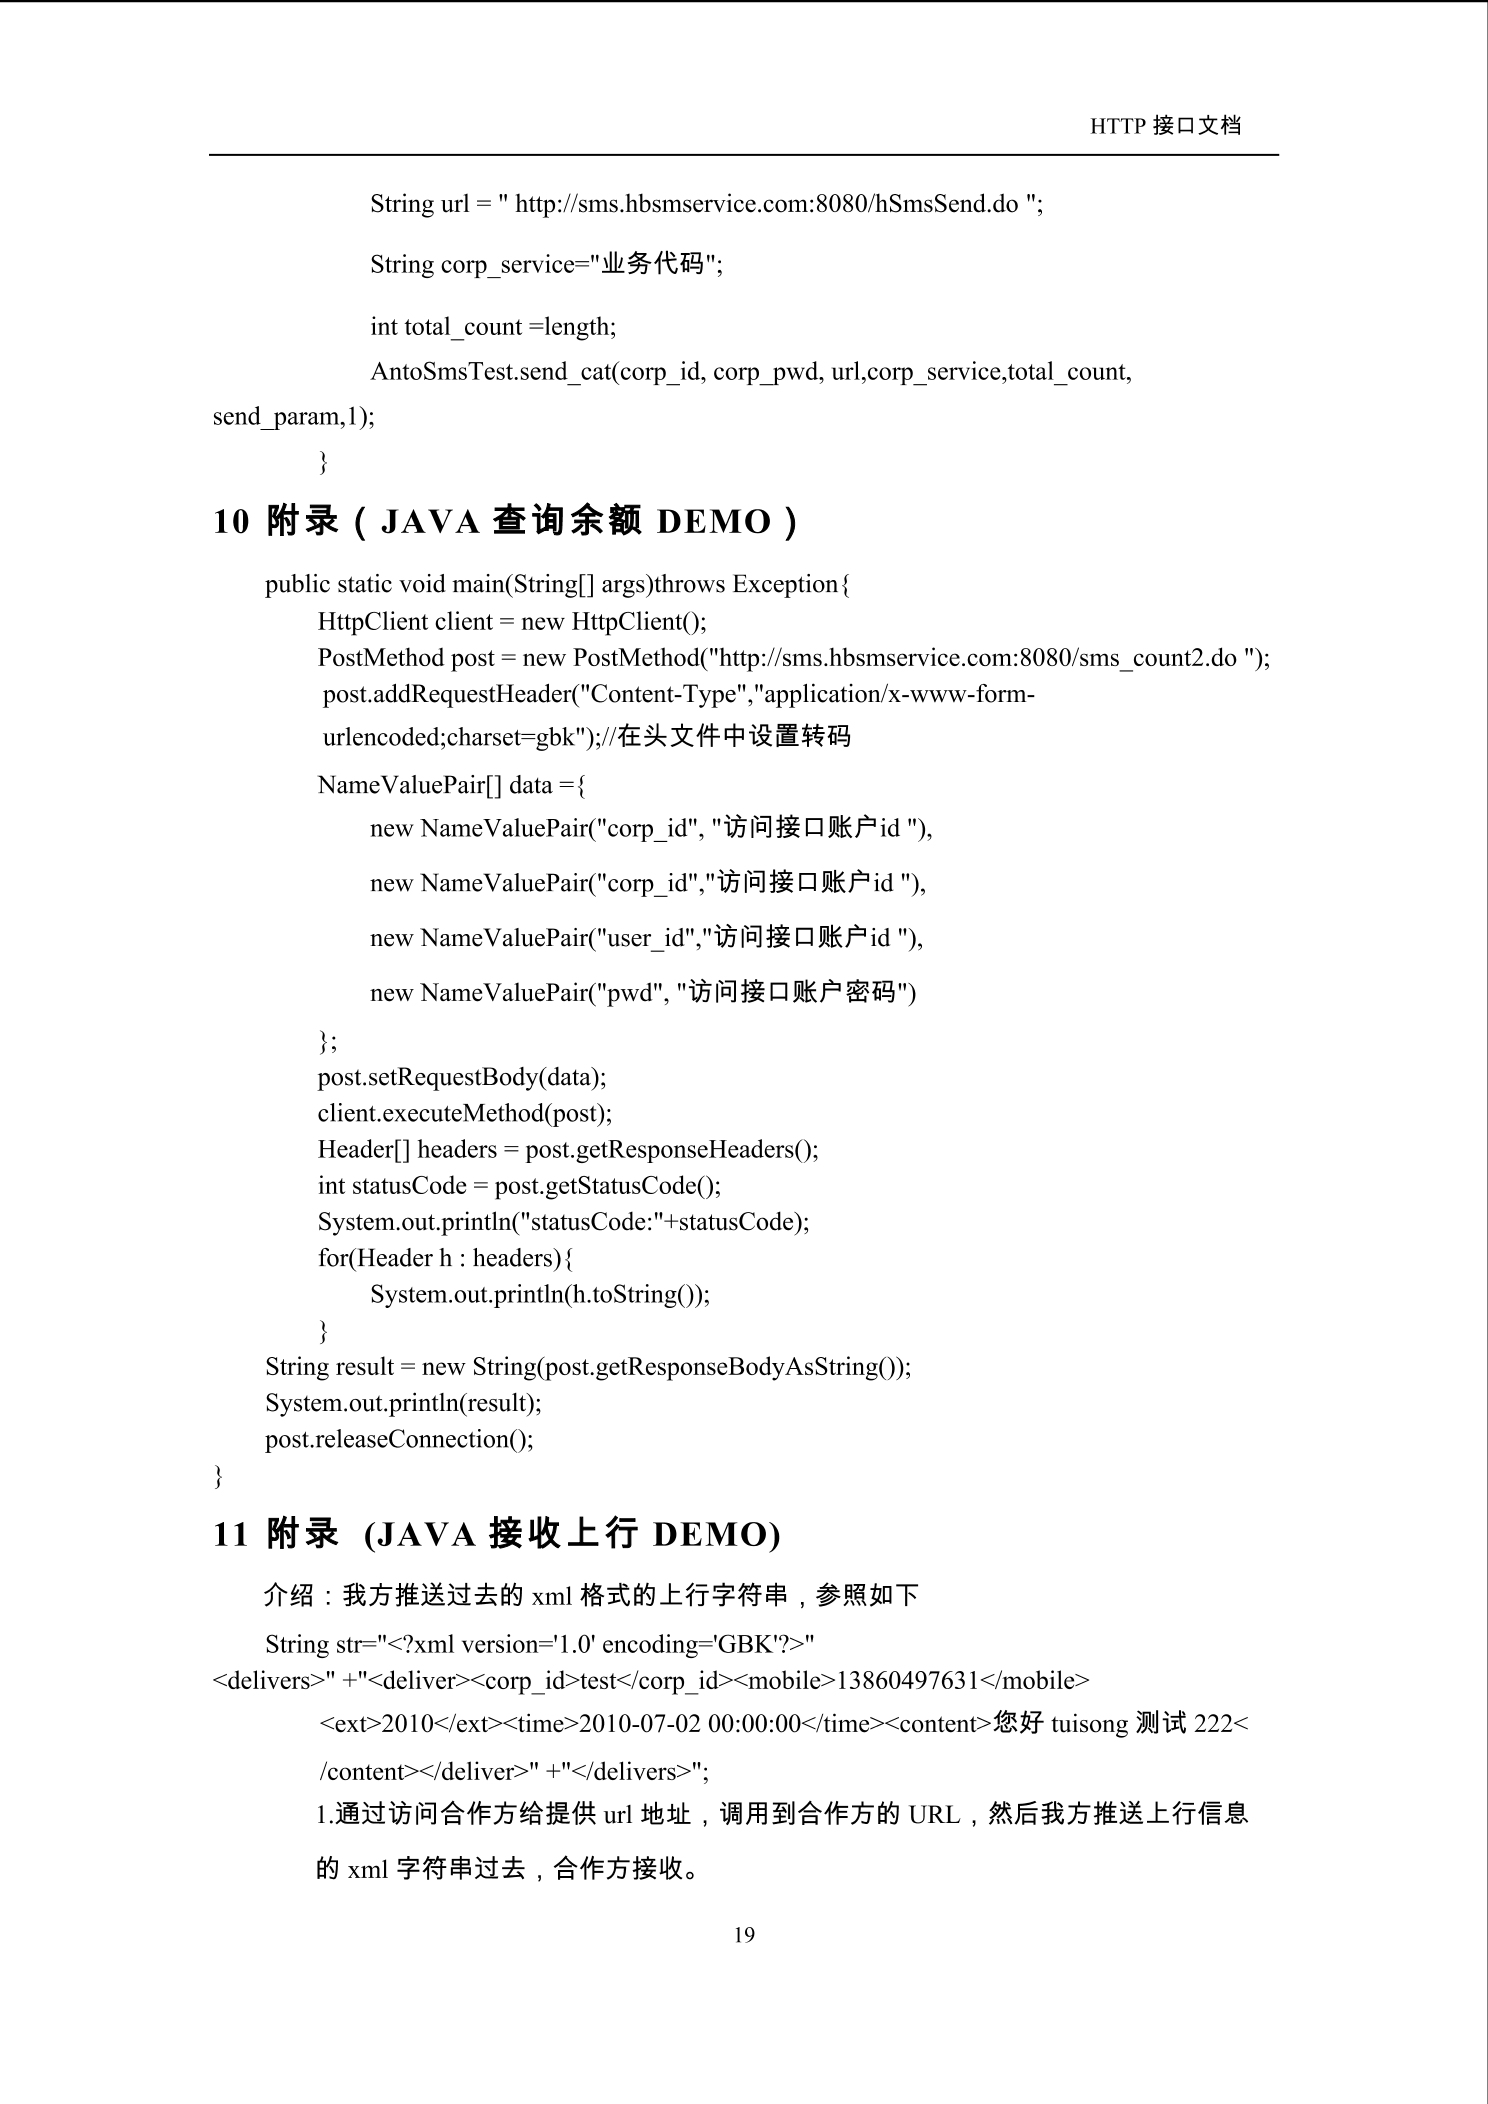 HTTP 接口文档
String url = " http://sms.hbsmservice.com:8080/hSmsSend.do ";
String corp_service="业务代码";
int total_count =length;
AntoSmsTest.send_cat(corp_id, corp_pwd, url,corp_service,total_count,
send_param,1);
}
10 附录（JAVA 查询余额 DEMO）
public static void main(String[] args)throws Exception{
HttpClient client = new HttpClient();
PostMethod post = new PostMethod("http://sms.hbsmservice.com:8080/sms_count2.do ");
post.addRequestHeader("Content-Type","application/x-www-form-
urlencoded;charset=gbk");//在头文件中设置转码
NameValuePair[] data ={
new NameValuePair("corp_id", "访问接口账户id "),
new NameValuePair("corp_id","访问接口账户id "),
new NameValuePair("user_id","访问接口账户id "),
new NameValuePair("pwd", "访问接口账户密码")
};
post.setRequestBody(data);
client.executeMethod(post);
Header[] headers = post.getResponseHeaders();
int statusCode = post.getStatusCode();
System.out.println("statusCode:"+statusCode);
for(Header h : headers){
System.out.println(h.toString());
}
String result = new String(post.getResponseBodyAsString());
System.out.println(result);
post.releaseConnection();
}
11 附录 (JAVA 接收上行 DEMO)
介绍：我方推送过去的 xml 格式的上行字符串，参照如下
String str="<?xml version='1.0' encoding='GBK'?>"
<delivers>" +"<deliver><corp_id>test</corp_id><mobile>13860497631</mobile>
<ext>2010</ext><time>2010-07-02 00:00:00</time><content>您好 tuisong 测试 222<
/content></deliver>" +"</delivers>";
1.通过访问合作方给提供 url 地址，调用到合作方的 URL，然后我方推送上行信息
的 xml 字符串过去，合作方接收。
19